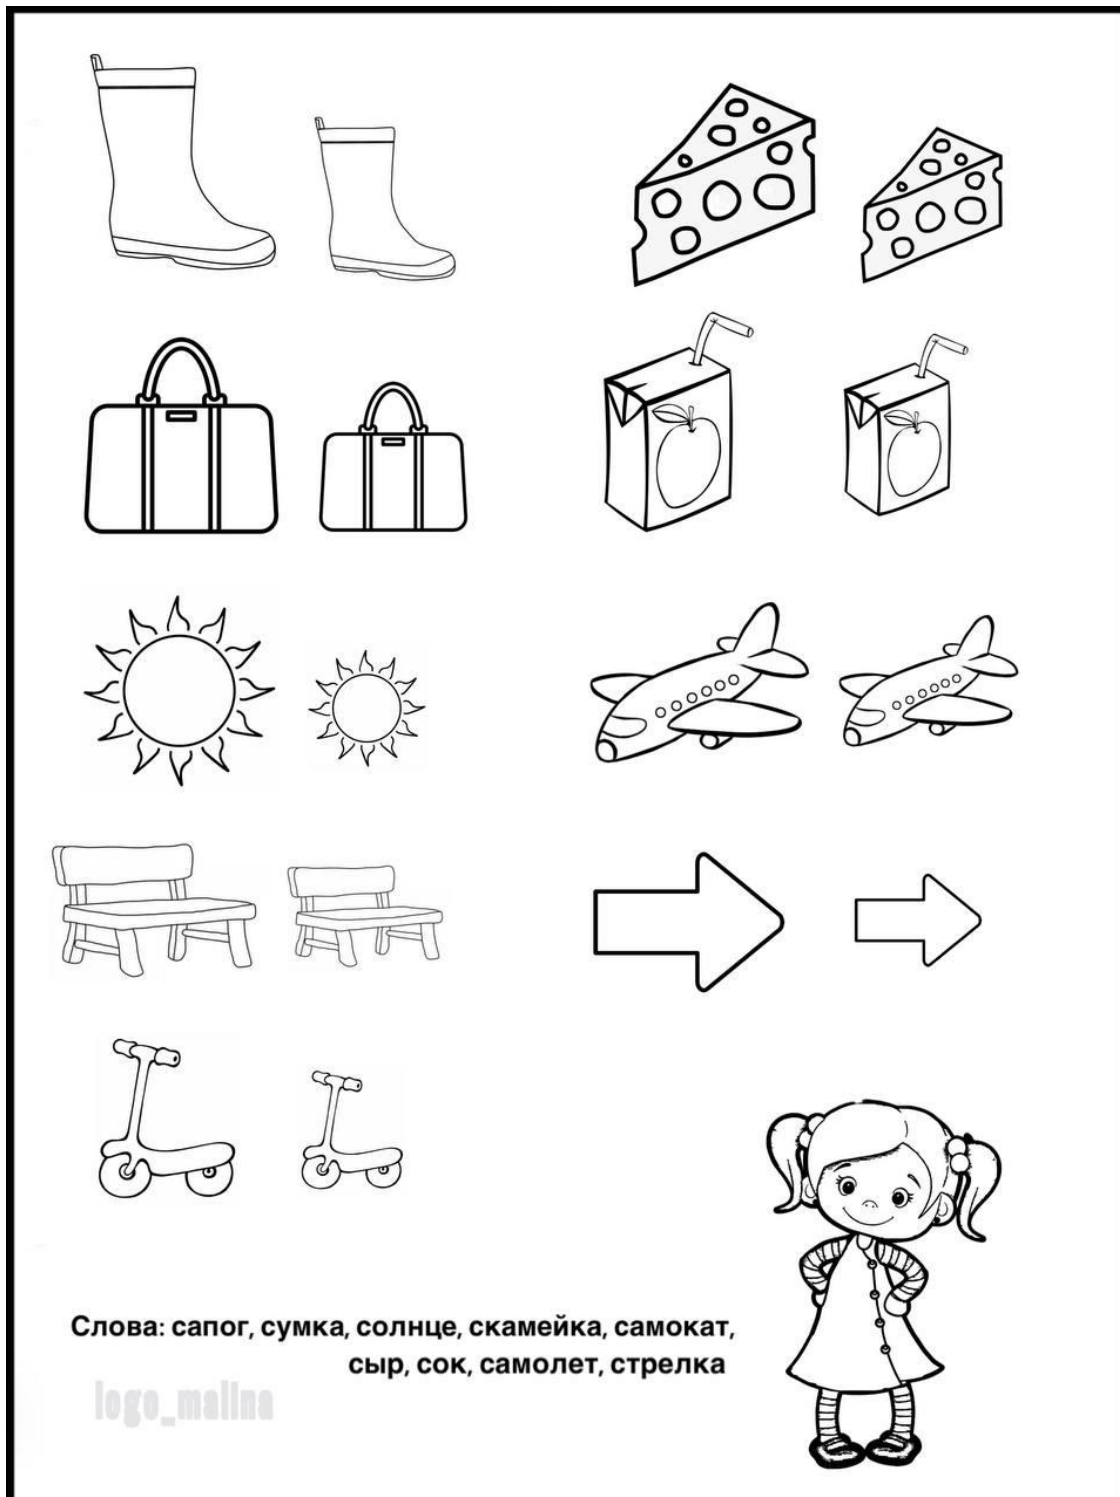 Слова: сапог, сумка, солнце, скамейка, самокат,
сыр, сок, самолет, стрелка
logo_malina